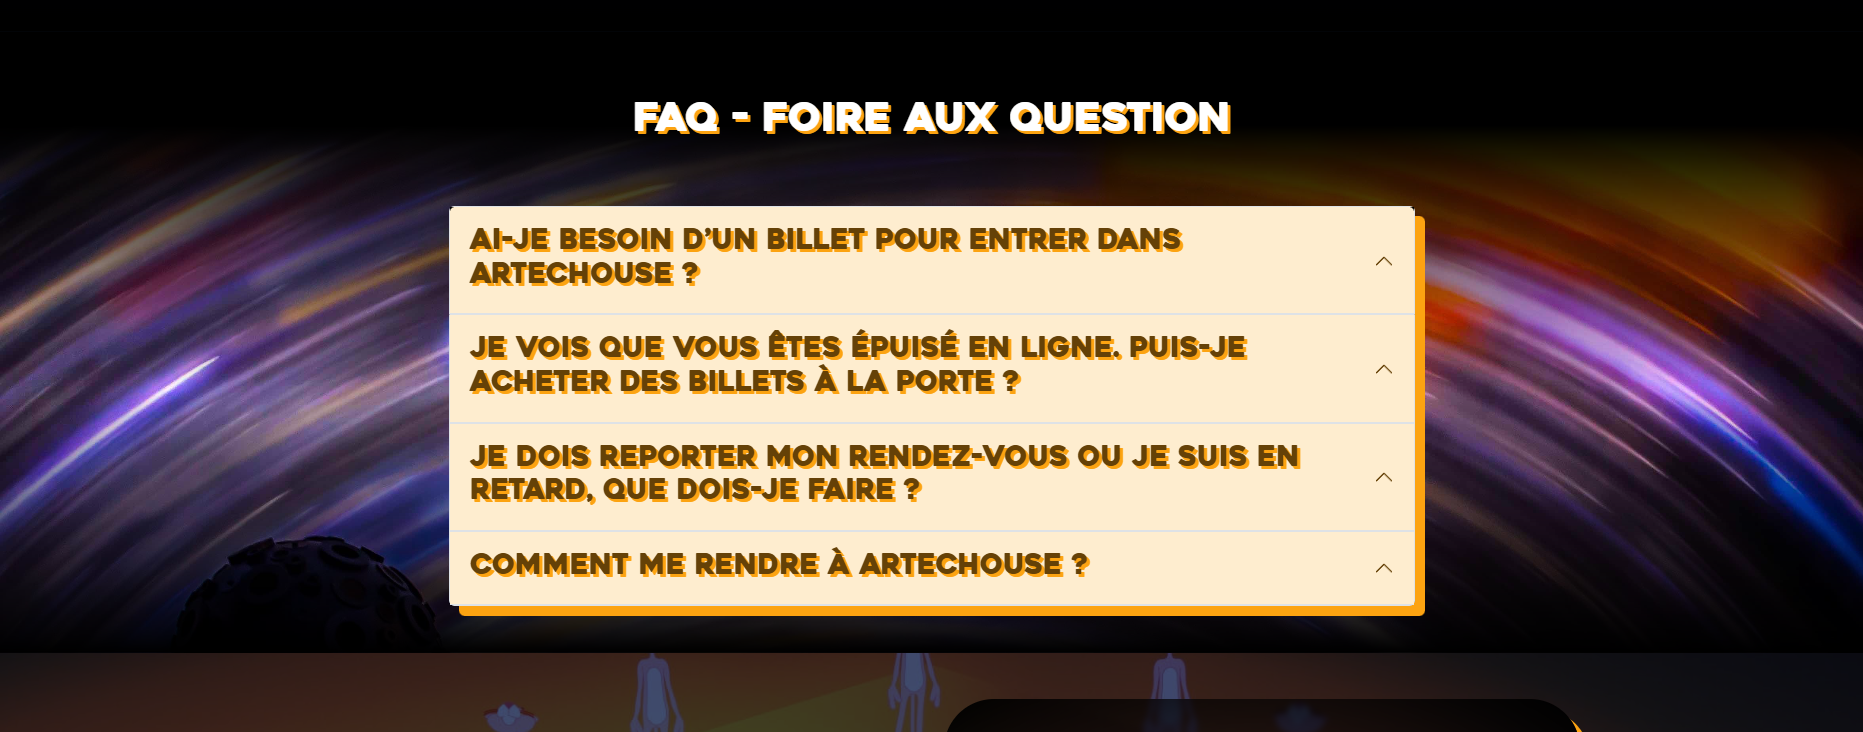 FAQ - FOIRE AUX QUESTION
AI-JE BESOIN D’UN BILLET POUR ENTRER DANS
ARTECHOUSE ?
JE VOIS QUE VOUS ÊTES ÉPUISÉ EN LIGNE. PUIS-JE
ACHETER DES BILLETS À LA PORTE ?
JE DOIS REPORTER MON RENDEZ-VOUS OU JE SUIS EN
RETARD, QUE DOIS-JE FAIRE ?
COMMENT ME RENDRE À ARTECHOUSE ?